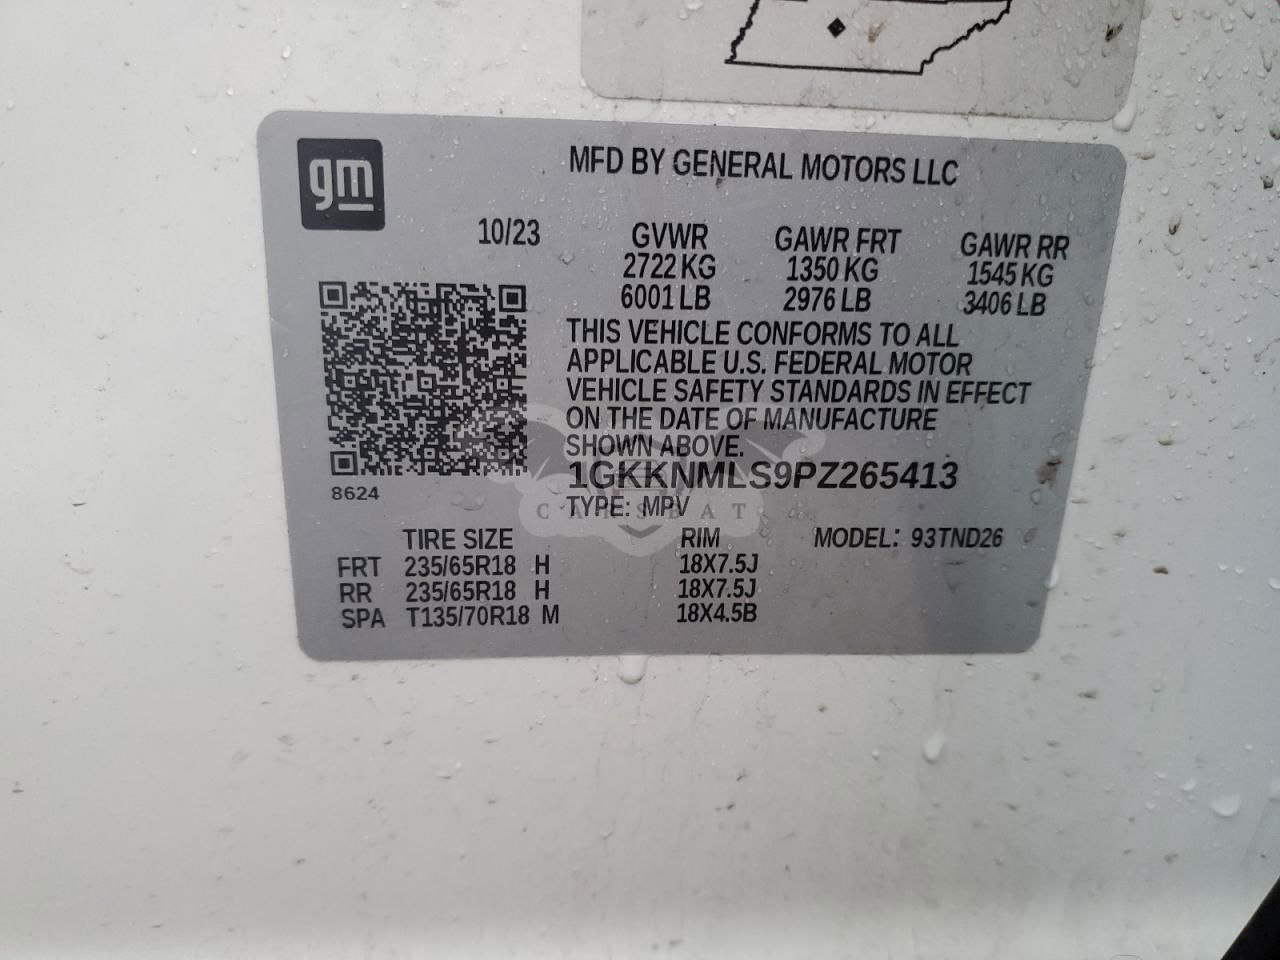 gm
MFD BY GENERAL MOTORS LLC
10/23 GVWR GAWR FRT GAWR RR
2722 KG 1350 KG 1545 KG
6001 LB 2976 LB 3406 LB
THIS VEHICLE CONFORMS TO ALL
APPLICABLE U.S. FEDERAL MOTOR
VEHICLE SAFETY STANDARDS IN EFFECT
ON THE DATE OF MANUFACTURE
SHOWN ABOVE.
1GKKNMLS9PZ265413
8624
TYPE: MPV
CARSBAT
TIRE SIZE RIM MODEL: 93TND26
FRT 235/65R18 H 18X7.5J
RR 235/65R18 H 18X7.5J
SPA T135/70R18 M 18X4.5B